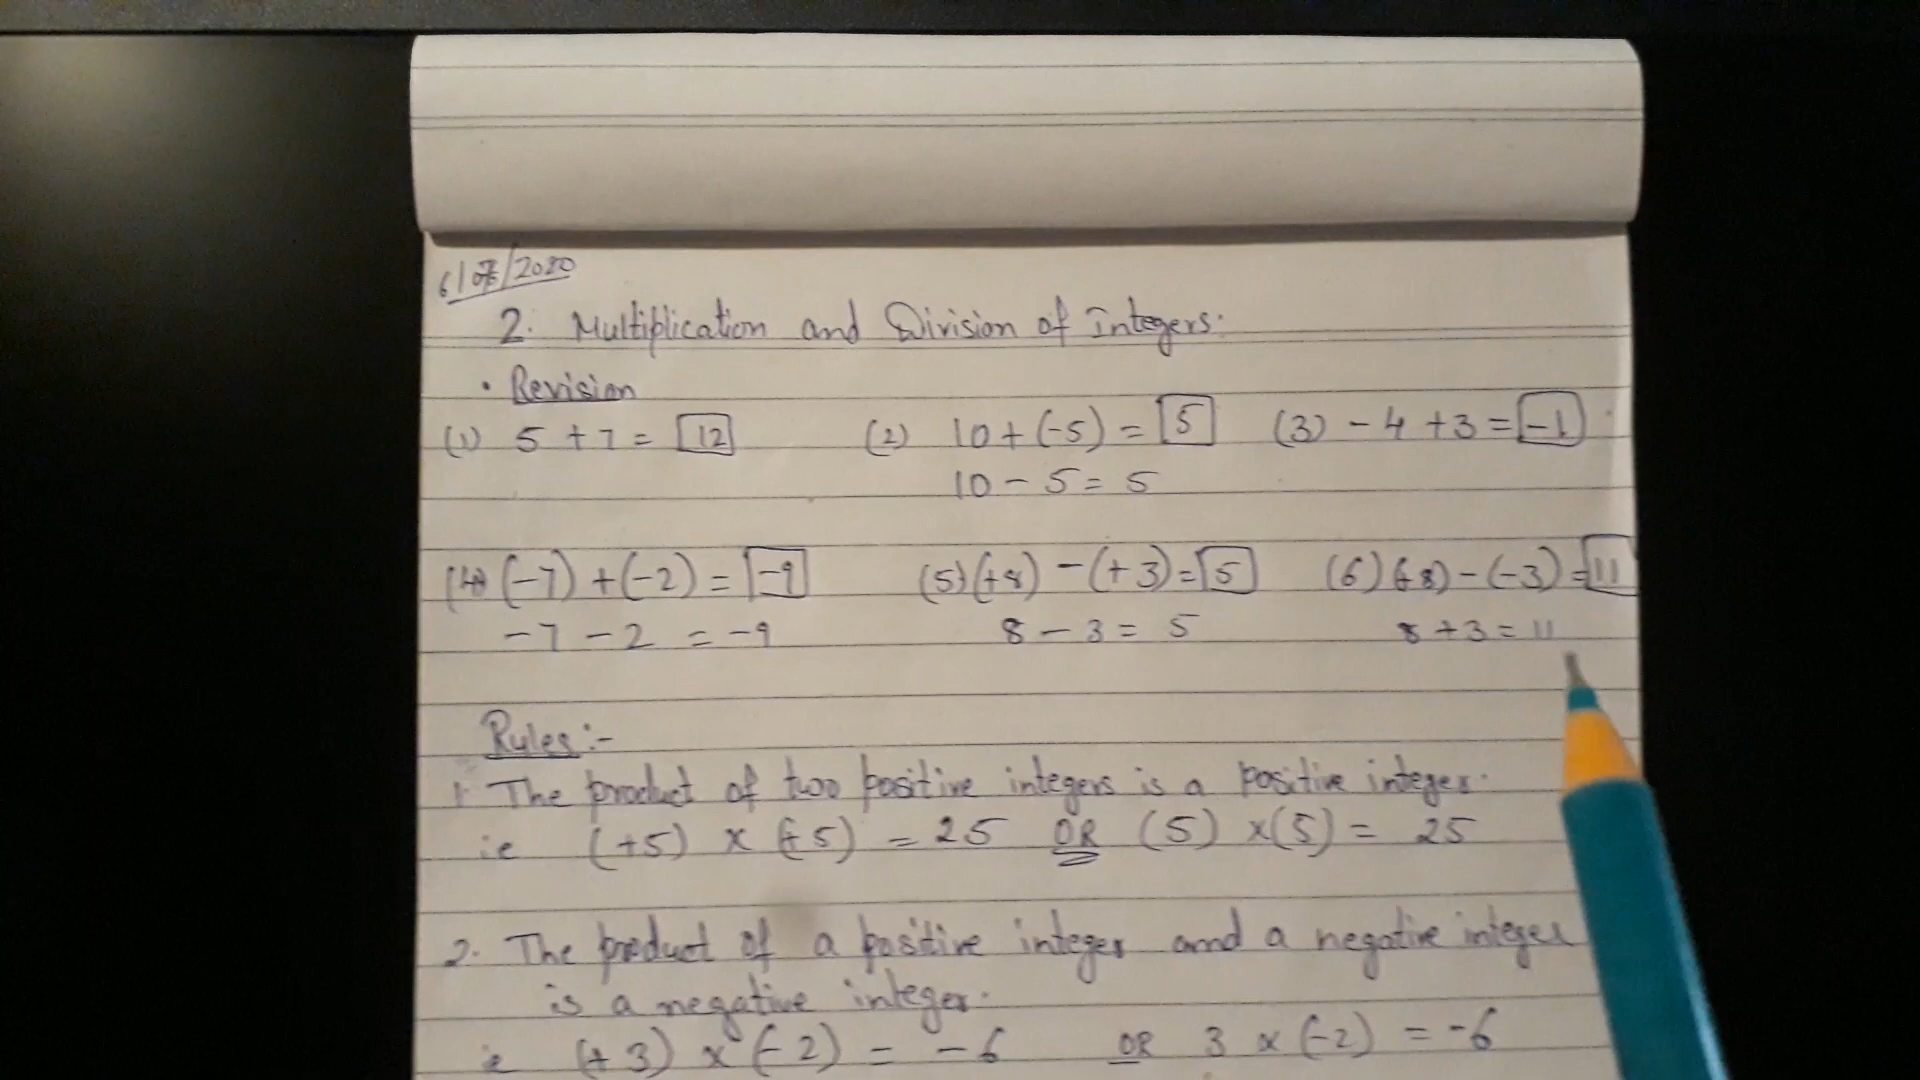 6/07/2020
2. Multiplication and Division of Integers.
• Revision
(1) 5 + 7 = 12 (2) 10 + (-5) = 5 (3) - 4 + 3 = -1
10 - 5 = 5
(4) (-7) + (-2) = -9 (5) (+8) - (+3) = 5 (6) (+8) - (-3) = 11
-7 - 2 = -9 8 - 3 = 5 8 + 3 = 11
Rules :-
1. The product of two positive integers is a positive integer.
ie (+5) x (+5) = 25 OR (5) x (5) = 25
2. The product of a positive integer and a negative integer
is a negative integer.
ie (+3) x (-2) = -6 OR 3 x (-2) = -6